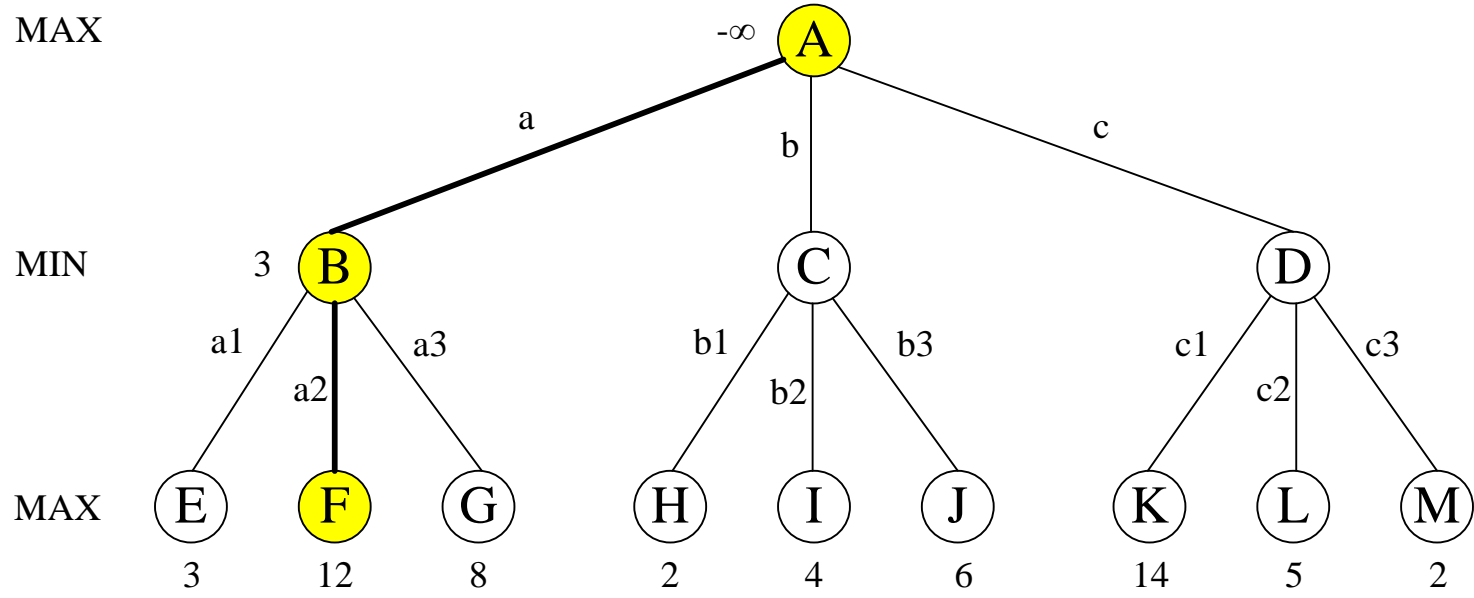 MAX -∞ A
a b c
MIN 3 B C D
a1 a2 a3 b1 b2 b3 c1 c2 c3
MAX E F G H I J K L M
3 12 8 2 4 6 14 5 2